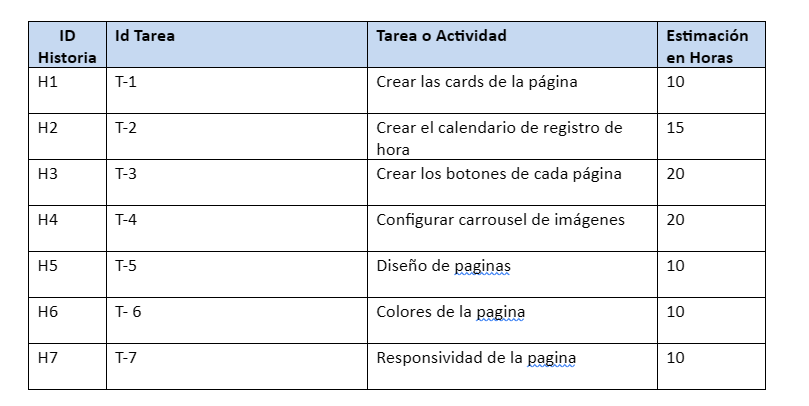 ID Historia Id Tarea Tarea o Actividad Estimación en Horas
H1 T-1 Crear las cards de la página 10
H2 T-2 Crear el calendario de registro de hora 15
H3 T-3 Crear los botones de cada página 20
H4 T-4 Configurar carrousel de imágenes 20
H5 T-5 Diseño de paginas 10
H6 T- 6 Colores de la pagina 10
H7 T-7 Responsividad de la pagina 10